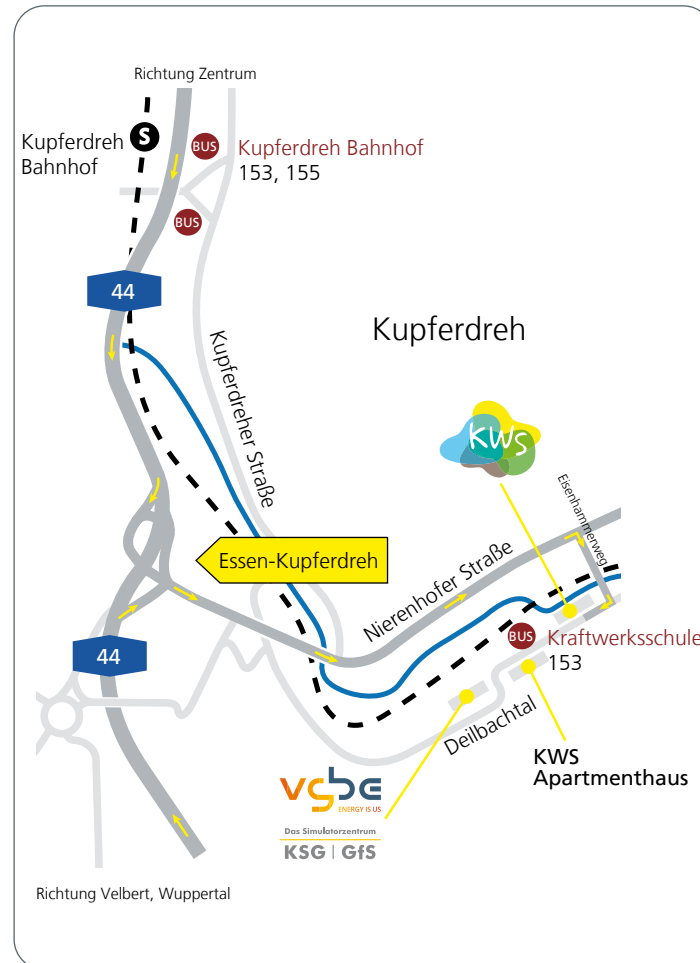 Richtung Zentrum
S
Kupferdreh
Bahnhof
BUS
Kupferdreh Bahnhof
153, 155
BUS
44
Kupferdreh
Kupferdreher Straße
KWS
Eisenhammerweg
Essen-Kupferdreh
Nierenhofer Straße
BUS
Kraftwerksschule
153
44
Deilbachtal
KWS
Apartmenthaus
vgbe
ENERGY IS US
Das Simulatorzentrum
KSG | GfS
Richtung Velbert, Wuppertal